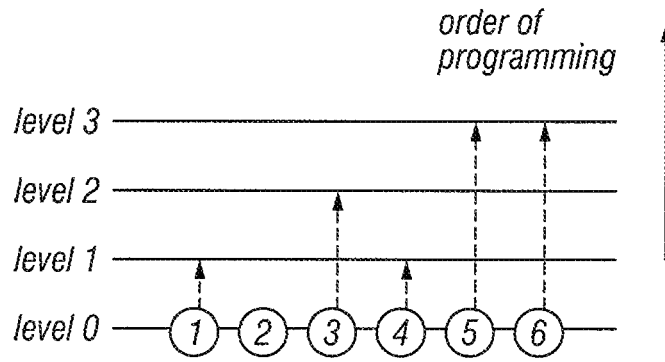 order of
programming
level 3
level 2
level 1
level 0 1 2 3 4 5 6